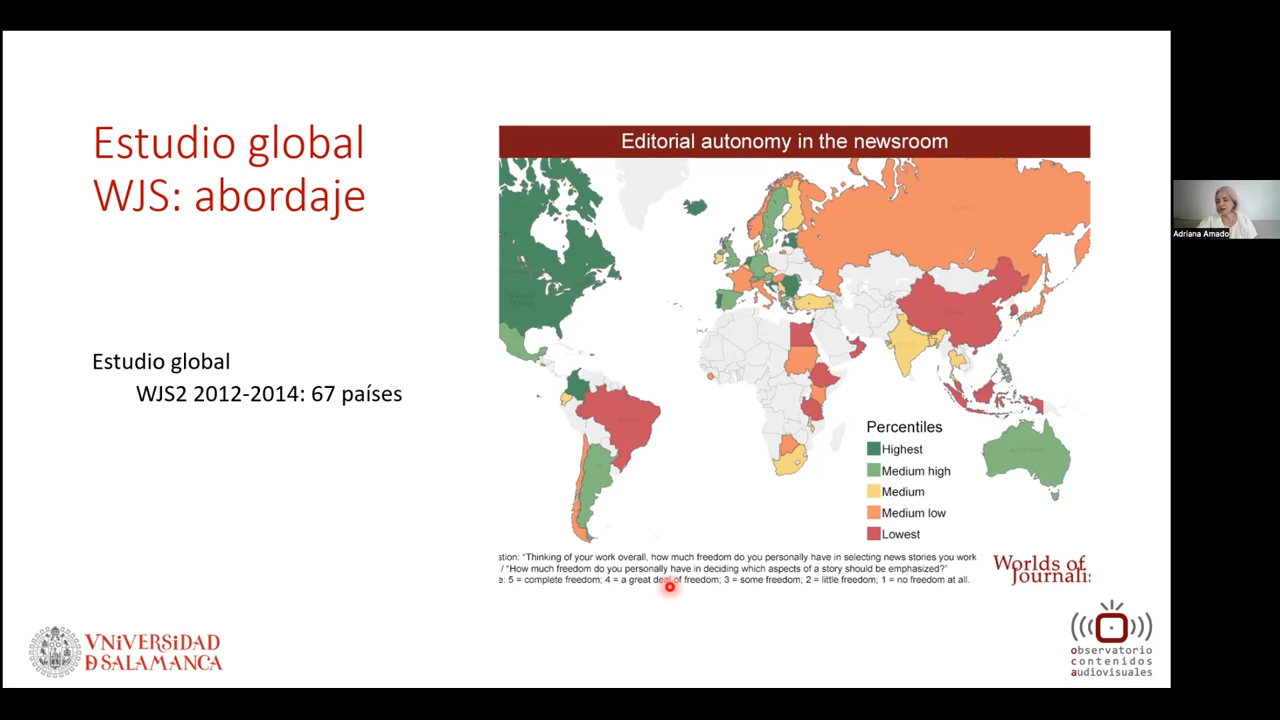 Estudio global
WJS: abordaje
Estudio global
WJS2 2012-2014: 67 países
Editorial autonomy in the newsroom
Percentiles
Highest
Medium high
Medium
Medium low
Lowest
stion: “Thinking of your work overall, how much freedom do you personally have in selecting news stories you work
/ “How much freedom do you personally have in deciding which aspects of a story should be emphasized?”
e: 5 = complete freedom; 4 = a great deal of freedom; 3 = some freedom; 2 = little freedom; 1 = no freedom at all.
Worlds of
Journalis
VNiVERSiDAD
D SALAMANCA
observatorio
contenidos
audiovisuales
Adriana Amado